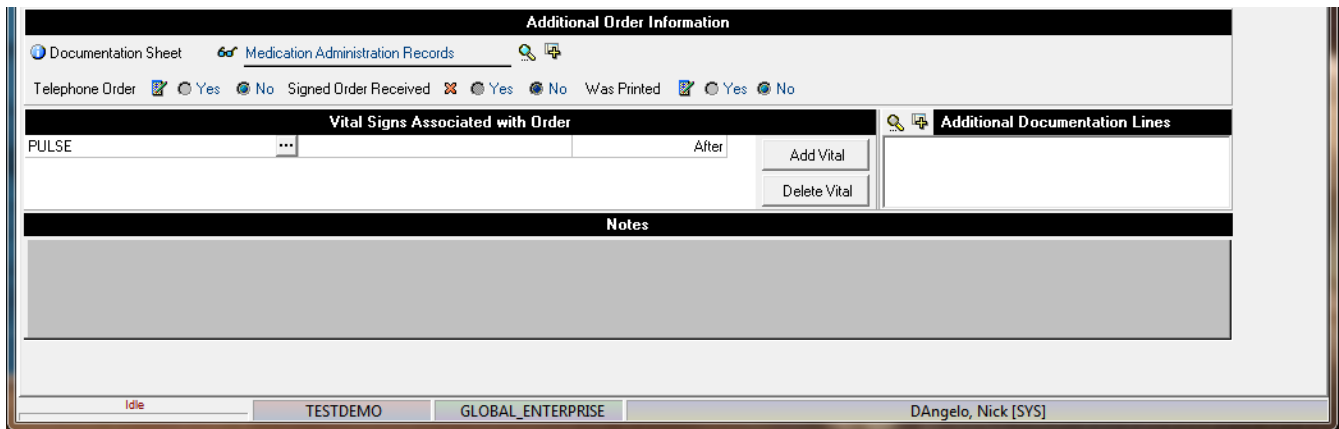 Additional Order Information
Documentation Sheet Medication Administration Records
Telephone Order Yes No Signed Order Received Yes No Was Printed Yes No
Vital Signs Associated with Order Additional Documentation Lines
PULSE ... After Add Vital
Delete Vital
Notes
Idle TESTDEMO GLOBAL_ENTERPRISE DAngelo, Nick [SYS]